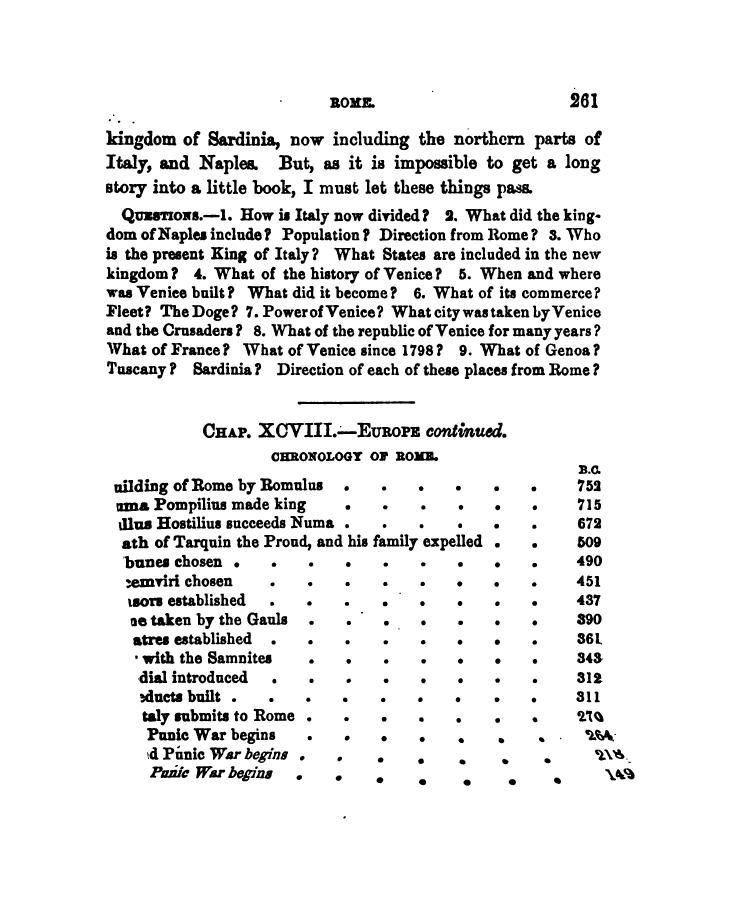 ROME. 261
kingdom of Sardinia, now including the northern parts of
Italy, and Naples. But, as it is impossible to get a long
story into a little book, I must let these things pass.
QUESTIONS.—1. How is Italy now divided? 2. What did the king-
dom of Naples include? Population? Direction from Rome? 3. Who
is the present King of Italy? What States are included in the new
kingdom? 4. What of the history of Venice? 5. When and where
was Venice built? What did it become? 6. What of its commerce?
Fleet? The Doge? 7. Power of Venice? What city was taken by Venice
and the Crusaders? 8. What of the republic of Venice for many years?
What of France? What of Venice since 1798? 9. What of Genoa?
Tuscany? Sardinia? Direction of each of these places from Rome?
CHAP. XCVIII.—EUROPE continued.
CHRONOLOGY OF ROME.
B.C.
uilding of Rome by Romulus . . . . . . 752
uma Pompilius made king . . . . . . 715
llus Hostilius succeeds Numa . . . . . . 672
ath of Tarquin the Proud, and his family expelled . . 509
bunes chosen . . . . . . . . . 490
cemviri chosen . . . . . . . . 451
sors established . . . . . . . . 437
ne taken by the Gauls . . . . . . . 390
atres established . . . . . . . . 361
with the Samnites . . . . . . . 343
dial introduced . . . . . . . . 312
ducts built . . . . . . . . . 311
taly submits to Rome . . . . . . . 270
Punic War begins . . . . . . . 264
d Punic War begins . . . . . . . 218
Punic War begins . . . . . . . 149